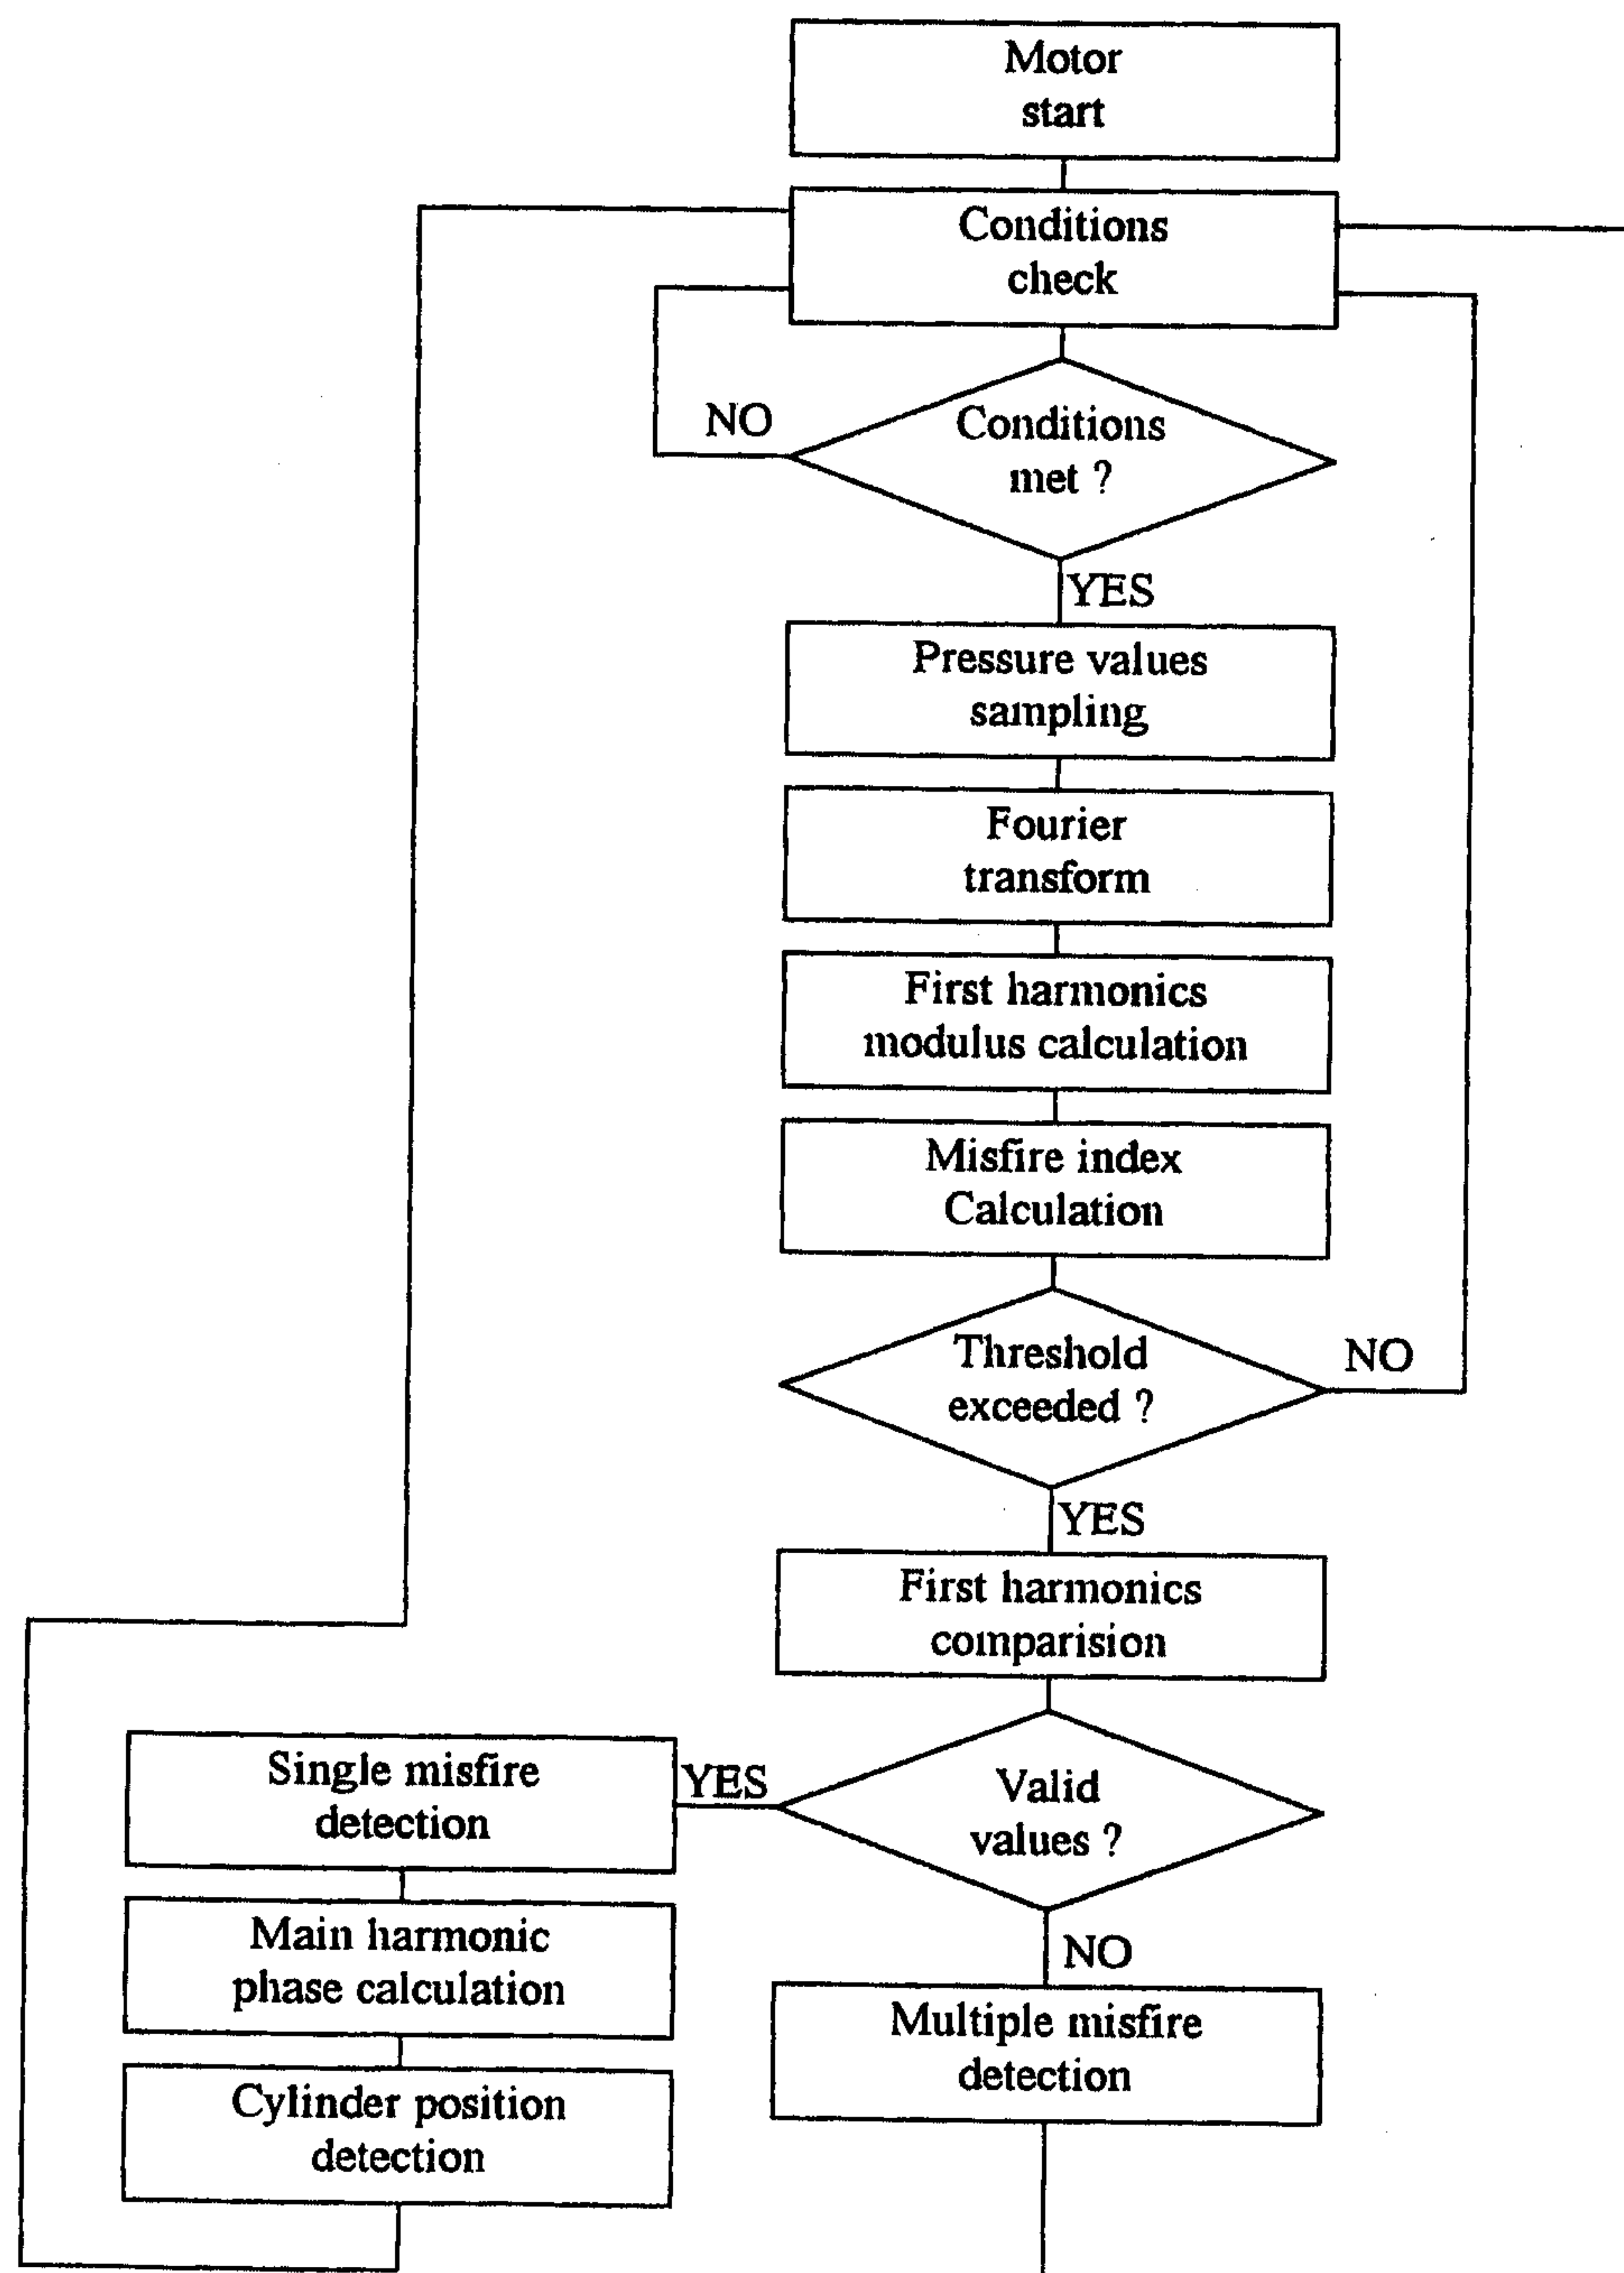 Motor
start
Conditions
check
NO
Conditions
met ?
YES
Pressure values
sampling
Fourier
transform
First harmonics
modulus calculation
Misfire index
Calculation
Threshold
exceeded ?
NO
YES
First harmonics
comparision
Single misfire
detection
YES
Valid
values ?
Main harmonic
phase calculation
NO
Multiple misfire
detection
Cylinder position
detection